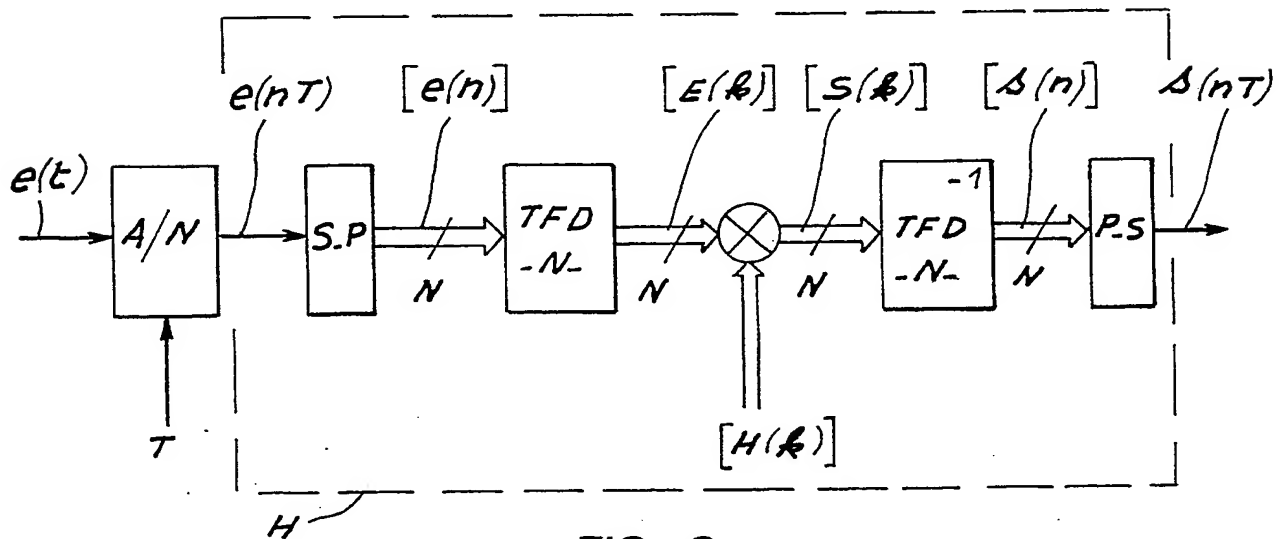 e(nT) [e(n)] [E(k)] [S(k)] [s(n)] s(nT)
e(t)
A/N S-P TFD -N- TFD -1 -N- P-S
N N N N
T
[H(k)]
H